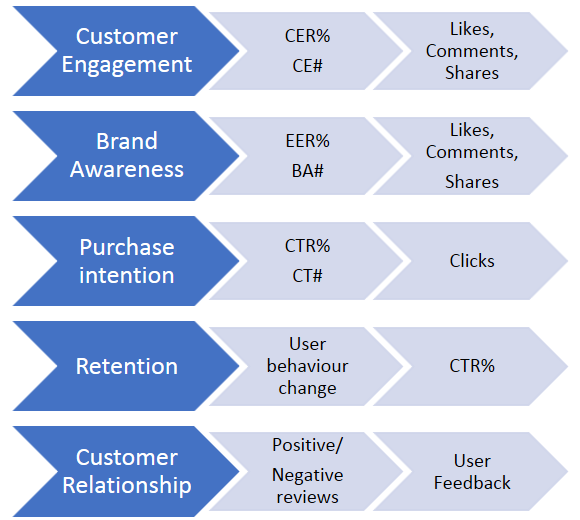 Customer
Engagement
CER%
CE#
Likes,
Comments,
Shares
Brand
Awareness
EER%
BA#
Likes,
Comments,
Shares
Purchase
intention
CTR%
CT#
Clicks
Retention
User
behaviour
change
CTR%
Customer
Relationship
Positive/
Negative
reviews
User
Feedback